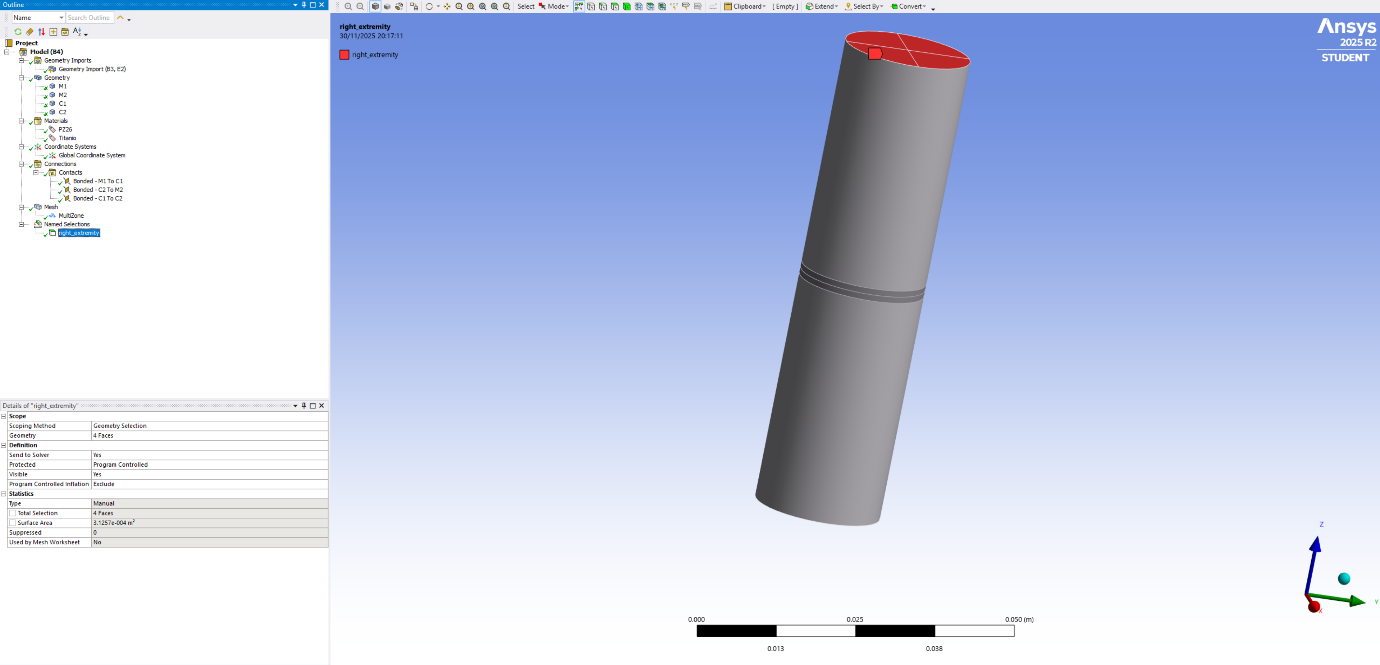 Outline
Name Search Outline
Project
Model (B4)
Geometry Imports
Geometry Import (B3, E2)
Geometry
M1
M2
C1
C2
Materials
PZ26
Titanio
Coordinate Systems
Global Coordinate System
Connections
Contacts
Bonded - M1 To C1
Bonded - C2 To M2
Bonded - C1 To C2
Mesh
MultiZone
Named Selections
right_extremity
Details of "right_extremity"
Scope
Scoping Method Geometry Selection
Geometry 4 Faces
Definition
Send to Solver Yes
Protected Program Controlled
Visible Yes
Program Controlled Inflation Exclude
Statistics
Type Manual
Total Selection 4 Faces
Surface Area 3.1257e-004 m²
Suppressed 0
Used by Mesh Worksheet No
Select Mode Clipboard [ Empty ] Extend Select By Convert
right_extremity
30/11/2025 20:17:11
right_extremity
Ansys
2025 R2
STUDENT
0.000 0.025 0.050 (m)
0.013 0.038
Z
Y
X